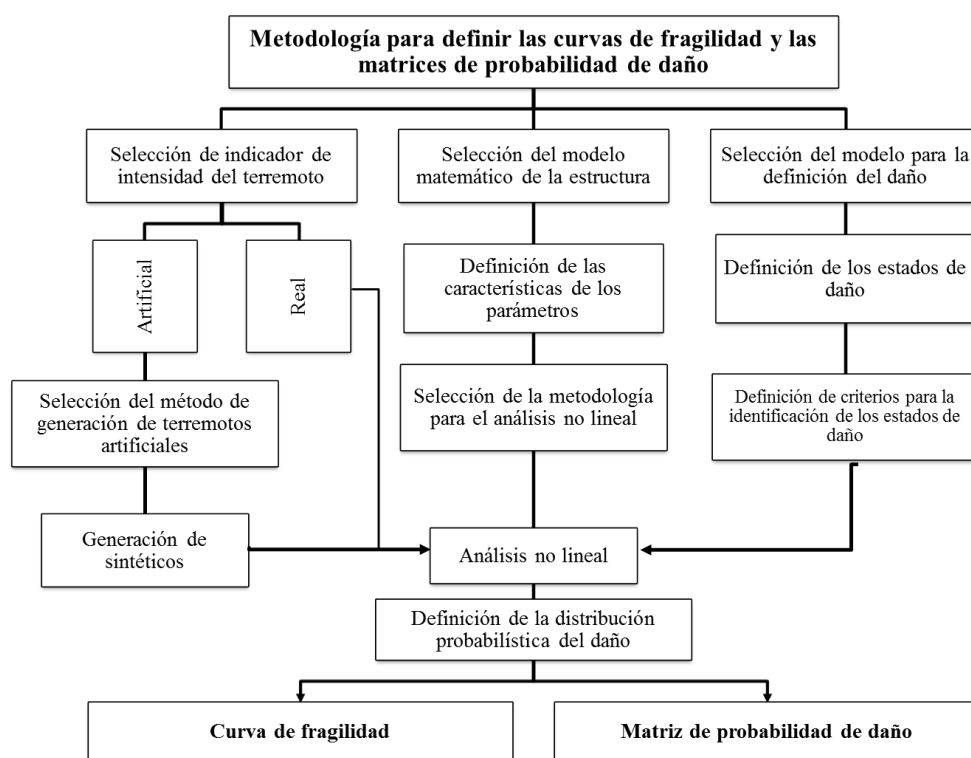 Metodología para definir las curvas de fragilidad y las
matrices de probabilidad de daño
Selección de indicador de
intensidad del terremoto
Selección del modelo
matemático de la estructura
Selección del modelo para la
definición del daño
Artificial
Real
Definición de las
características de los
parámetros
Definición de los estados de
daño
Selección del método de
generación de terremotos
artificiales
Selección de la metodología
para el análisis no lineal
Definición de criterios para la
identificación de los estados de
daño
Generación de
sintéticos
Análisis no lineal
Definición de la distribución
probabilística del daño
Curva de fragilidad
Matriz de probabilidad de daño